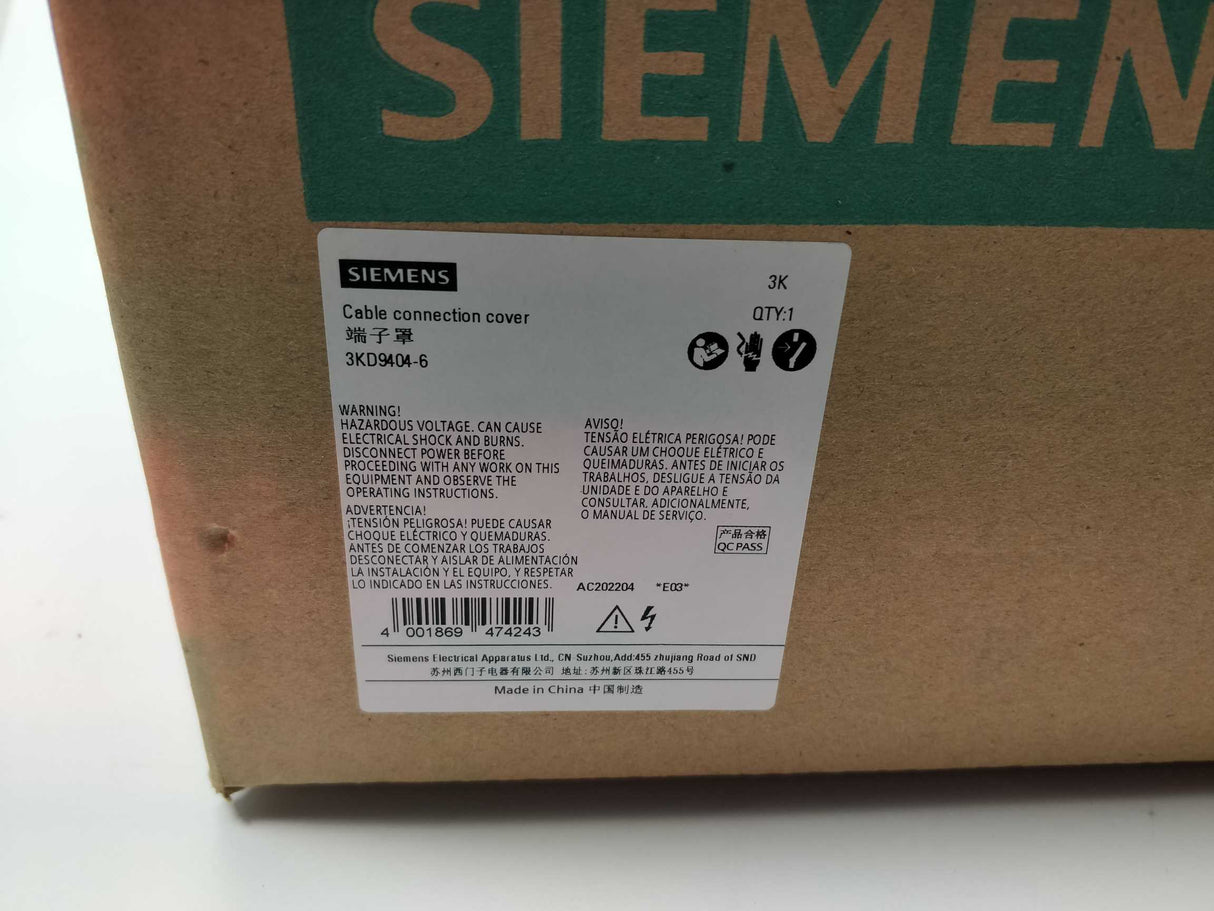 SIEMEN
SIEMENS
3K
Cable connection cover
QTY:1
端子罩
3KD9404-6
WARNING!
HAZARDOUS VOLTAGE. CAN CAUSE
ELECTRICAL SHOCK AND BURNS.
DISCONNECT POWER BEFORE
PROCEEDING WITH ANY WORK ON THIS
EQUIPMENT AND OBSERVE THE
OPERATING INSTRUCTIONS.
ADVERTENCIA!
¡TENSIÓN PELIGROSA! PUEDE CAUSAR
CHOQUE ELÉCTRICO Y QUEMADURAS.
ANTES DE COMENZAR LOS TRABAJOS
DESCONECTAR Y AISLAR DE ALIMENTACIÓN
LA INSTALACIÓN Y EL EQUIPO, Y RESPETAR
LO INDICADO EN LAS INSTRUCCIONES.
AVISO!
TENSÃO ELÉTRICA PERIGOSA! PODE
CAUSAR UM CHOQUE ELÉTRICO E
QUEIMADURAS. ANTES DE INICIAR OS
TRABALHOS, DESLIGUE A TENSÃO DA
UNIDADE E DO APARELHO E
CONSULTAR, ADICIONALMENTE,
O MANUAL DE SERVIÇO.
产品合格
QC PASS
AC202204 *E03*
4 001869 474243
Siemens Electrical Apparatus Ltd., CN-Suzhou,Add:455 zhujiang Road of SND
苏州西门子电器有限公司 地址:苏州新区珠江路455号
Made in China 中国制造